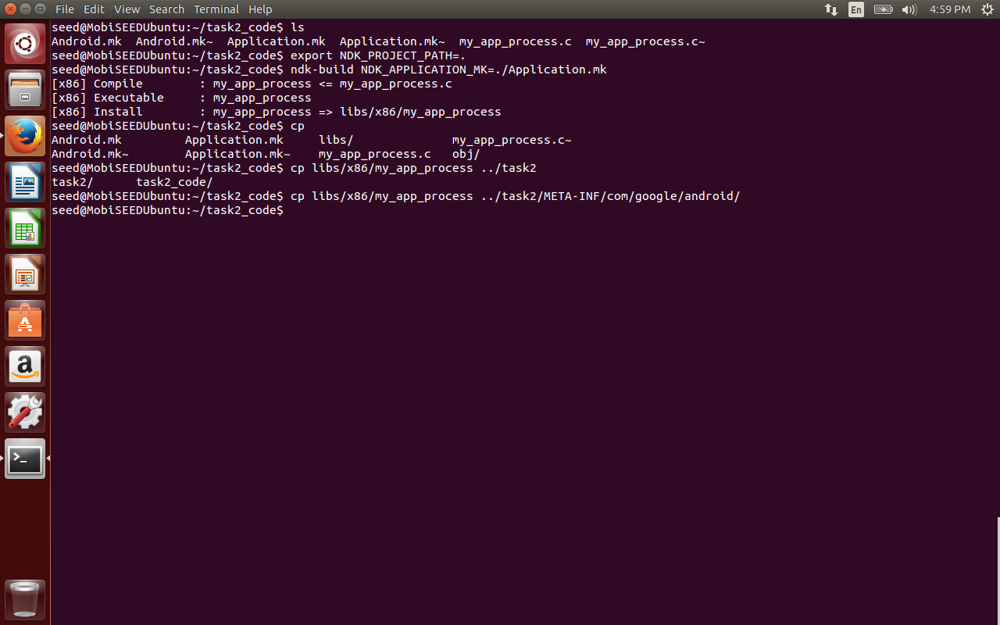 File Edit View Search Terminal Help En 4:59 PM
seed@MobiSEEDUbuntu:~/task2_code$ ls
Android.mk  Android.mk~  Application.mk  Application.mk~  my_app_process.c  my_app_process.c~
seed@MobiSEEDUbuntu:~/task2_code$ export NDK_PROJECT_PATH=.
seed@MobiSEEDUbuntu:~/task2_code$ ndk-build NDK_APPLICATION_MK=./Application.mk
[x86] Compile        : my_app_process <= my_app_process.c
[x86] Executable     : my_app_process
[x86] Install        : my_app_process => libs/x86/my_app_process
seed@MobiSEEDUbuntu:~/task2_code$ cp
Android.mk         Application.mk     libs/              my_app_process.c~
Android.mk~        Application.mk~    my_app_process.c   obj/
seed@MobiSEEDUbuntu:~/task2_code$ cp libs/x86/my_app_process ../task2
task2/      task2_code/
seed@MobiSEEDUbuntu:~/task2_code$ cp libs/x86/my_app_process ../task2/META-INF/com/google/android/
seed@MobiSEEDUbuntu:~/task2_code$